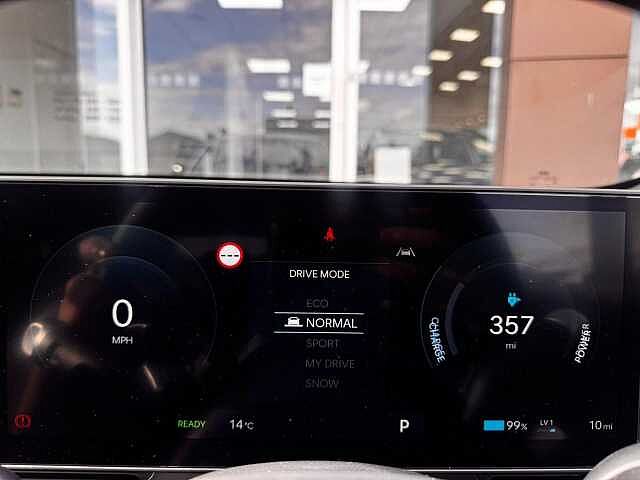 DRIVE MODE
ECO
0
NORMAL
357
MPH
SPORT
mi
CHARGE
POWER
MY DRIVE
SNOW
READY
14°C
P
99%
LV.1
10 mi